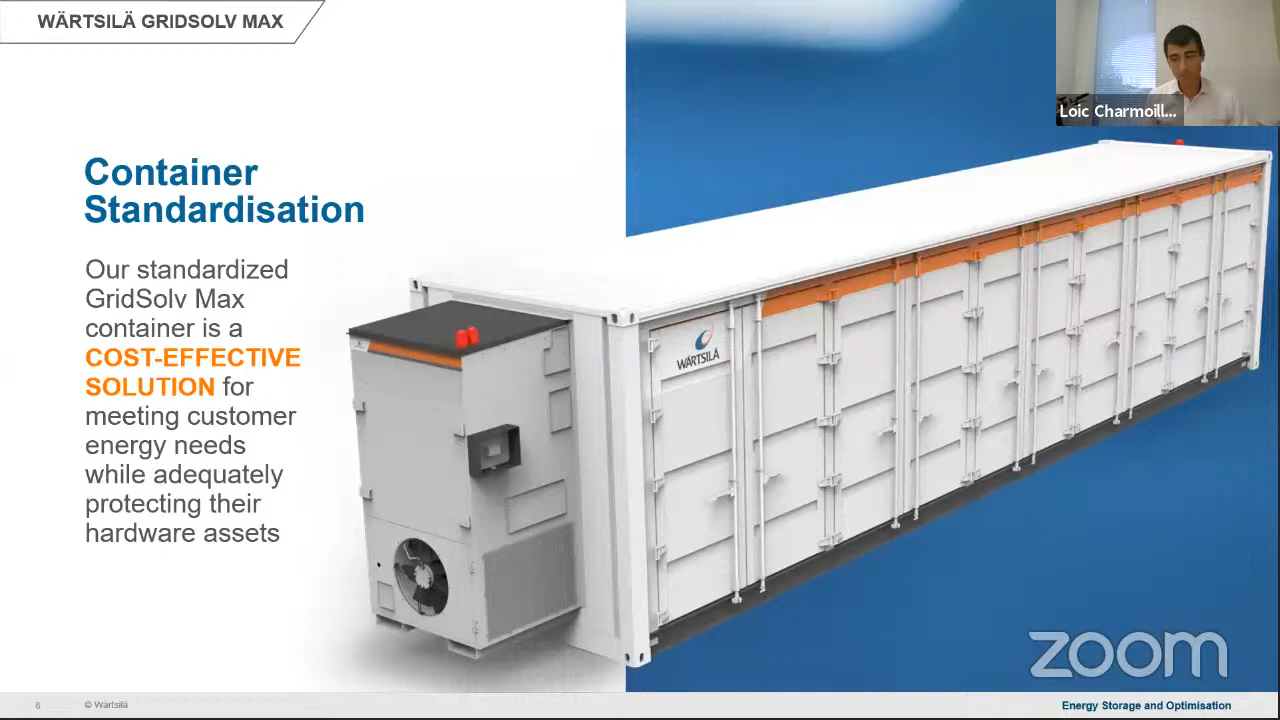 WÄRTSILÄ GRIDSOLV MAX
Loic Charmoill...
Container
Standardisation
Our standardized
GridSolv Max
container is a
COST-EFFECTIVE
SOLUTION for
meeting customer
energy needs
while adequately
protecting their
hardware assets
WÄRTSILÄ
zoom
© Wärtsilä
Energy Storage and Optimisation